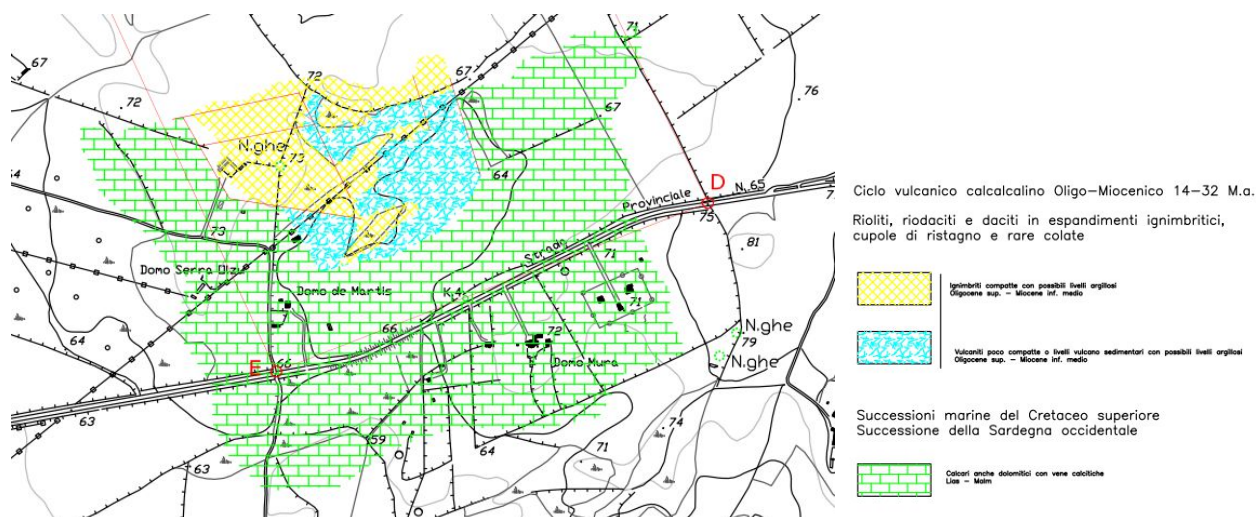 71
67
72
67
72
76
N.ghe
73
67
64
64
D
Provinciale
N. 65
75
73
Strada
81
71
Domo Serra Olzu
Domo de Martis
K.4
71
66
N.ghe
72
79
64
Domo Mura
N.ghe
E
66
63
59
74
64
71
63
Ciclo vulcanico calcalcalino Oligo-Miocenico 14-32 M.a.
Rioliti, riodaciti e daciti in espandimenti ignimbritici,
cupole di ristagno e rare colate
Ignimbriti compatte con possibili livelli argillosi
Oligocene sup. - Miocene inf. medio
Vulcaniti poco compatte o livelli vulcano sedimentari con possibili livelli argillosi
Oligocene sup. - Miocene inf. medio
Successioni marine del Cretaceo superiore
Successione della Sardegna occidentale
Calcari anche dolomitici con vene calcitiche
Lias - Malm